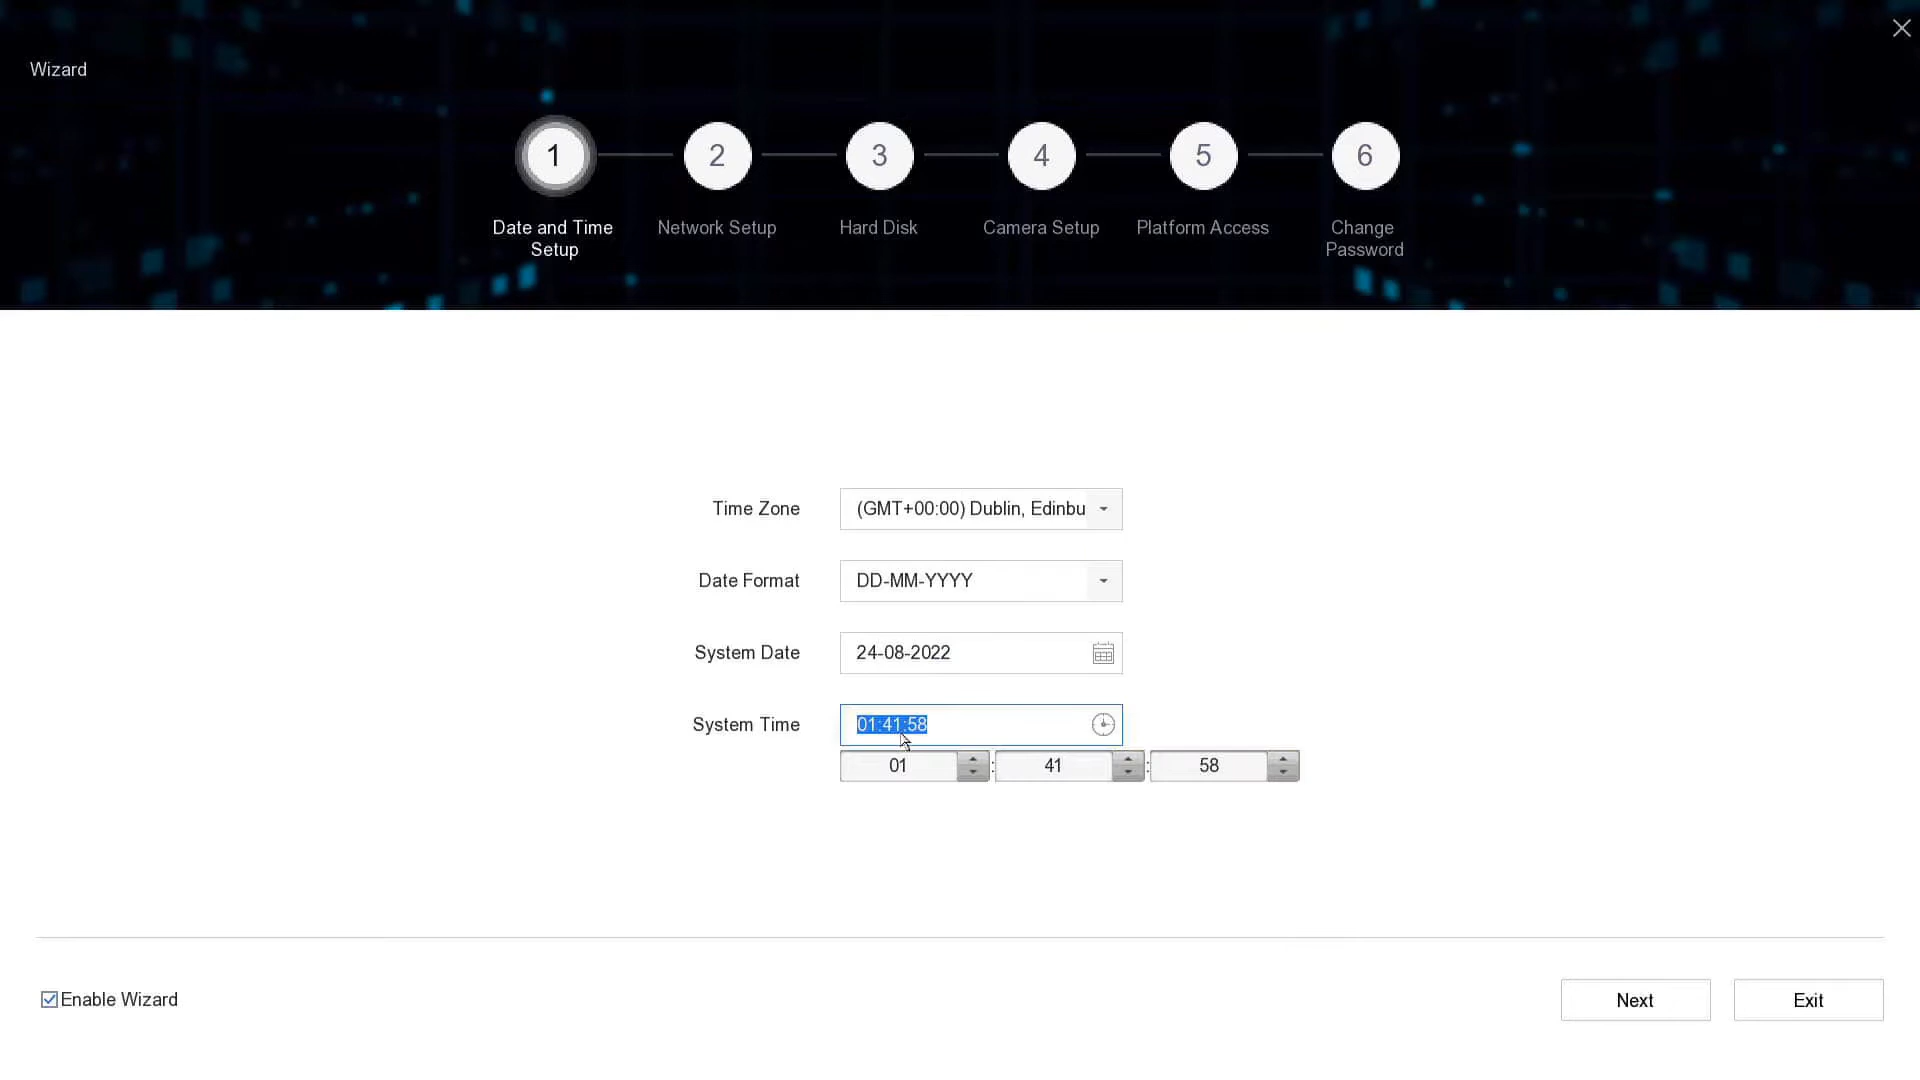 Wizard
1 2 3 4 5 6
Date and Time Setup
Network Setup
Hard Disk
Camera Setup
Platform Access
Change Password
Time Zone (GMT+00:00) Dublin, Edinbu
Date Format DD-MM-YYYY
System Date 24-08-2022
System Time 01:41:58
01 : 41 : 58
Enable Wizard
Next Exit